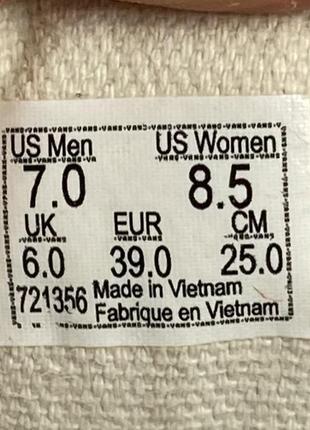 US Men US Women
7.0 8.5
UK EUR CM
6.0 39.0 25.0
721356 Made in Vietnam
Fabrique en Vietnam